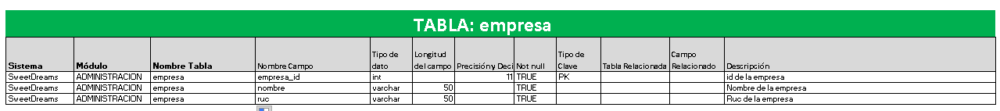 TABLA: empresa
Sistema Módulo Nombre Tabla Nombre Campo Tipo de dato Longitud del campo Precisión y Deci Not null Tipo de Clave Tabla Relacionada Campo Relacionado Descripción
SweetDreams ADMINISTRACION empresa empresa_id int 11 TRUE PK id de la empresa
SweetDreams ADMINISTRACION empresa nombre varchar 50 TRUE Nombre de la empresa
SweetDreams ADMINISTRACION empresa ruc varchar 50 TRUE Ruc de la empresa